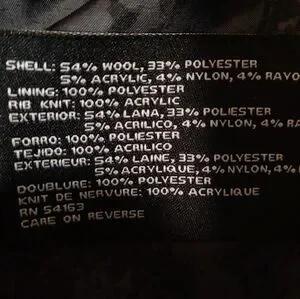 SHELL: 54% WOOL, 33% POLYESTER
5% ACRYLIC, 4% NYLON, 4% RAYO
LINING: 100% POLYESTER
RIB KNIT: 100% ACRYLIC
EXTERIOR: 54% LANA, 33% POLIESTER
5% ACRILICO, 4% NYLON, 4% R
FORRO: 100% POLIESTER
TEJIDO: 100% ACRILICO
EXTERIEUR: 54% LAINE, 33% POLYESTER
5% ACRYLIQUE, 4% NYLON, 4%
DOUBLURE: 100% POLYESTER
KNIT DE NERVURE: 100% ACRYLIQUE
RN 54163
CARE ON REVERSE